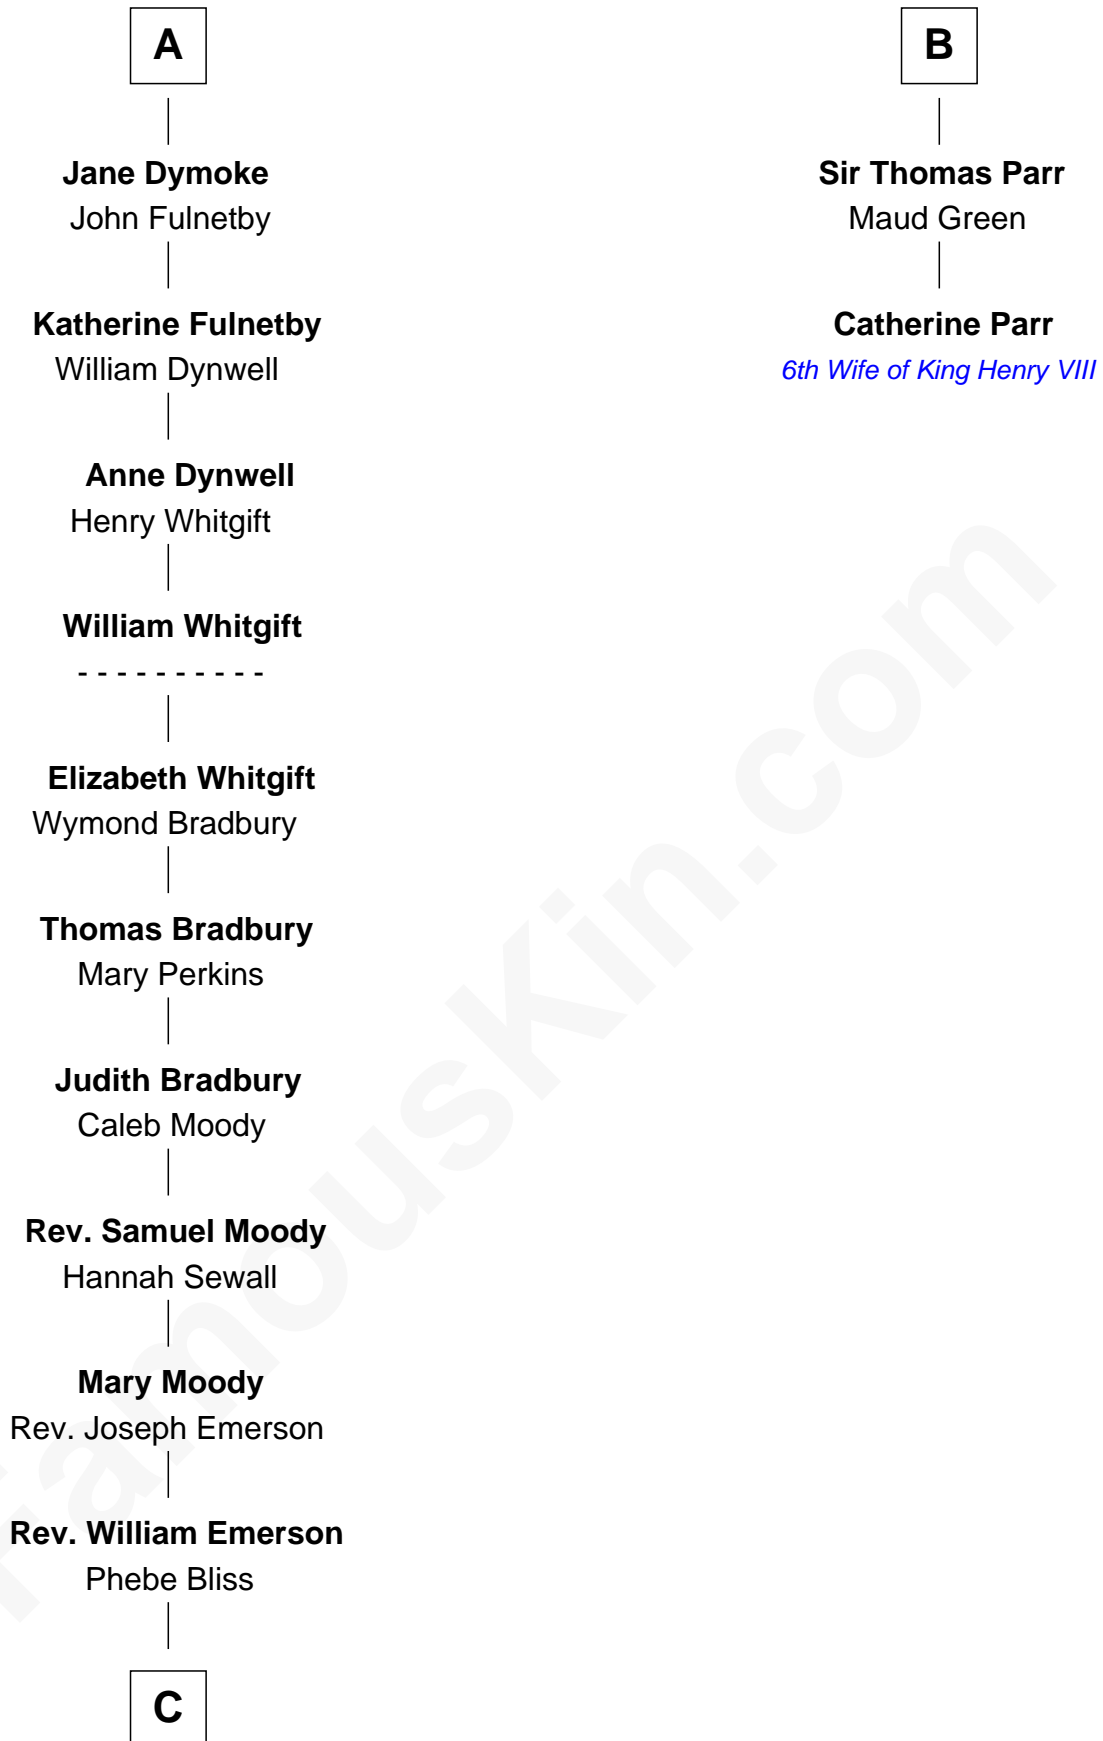 A
Jane Dymoke
John Fulnetby
Katherine Fulnetby
William Dynwell
Anne Dynwell
Henry Whitgift
William Whitgift
- - - - - - - - - -
Elizabeth Whitgift
Wymond Bradbury
Thomas Bradbury
Mary Perkins
Judith Bradbury
Caleb Moody
Rev. Samuel Moody
Hannah Sewall
Mary Moody
Rev. Joseph Emerson
Rev. William Emerson
Phebe Bliss
C
B
Sir Thomas Parr
Maud Green
Catherine Parr
6th Wife of King Henry VIII
FamousKin.com